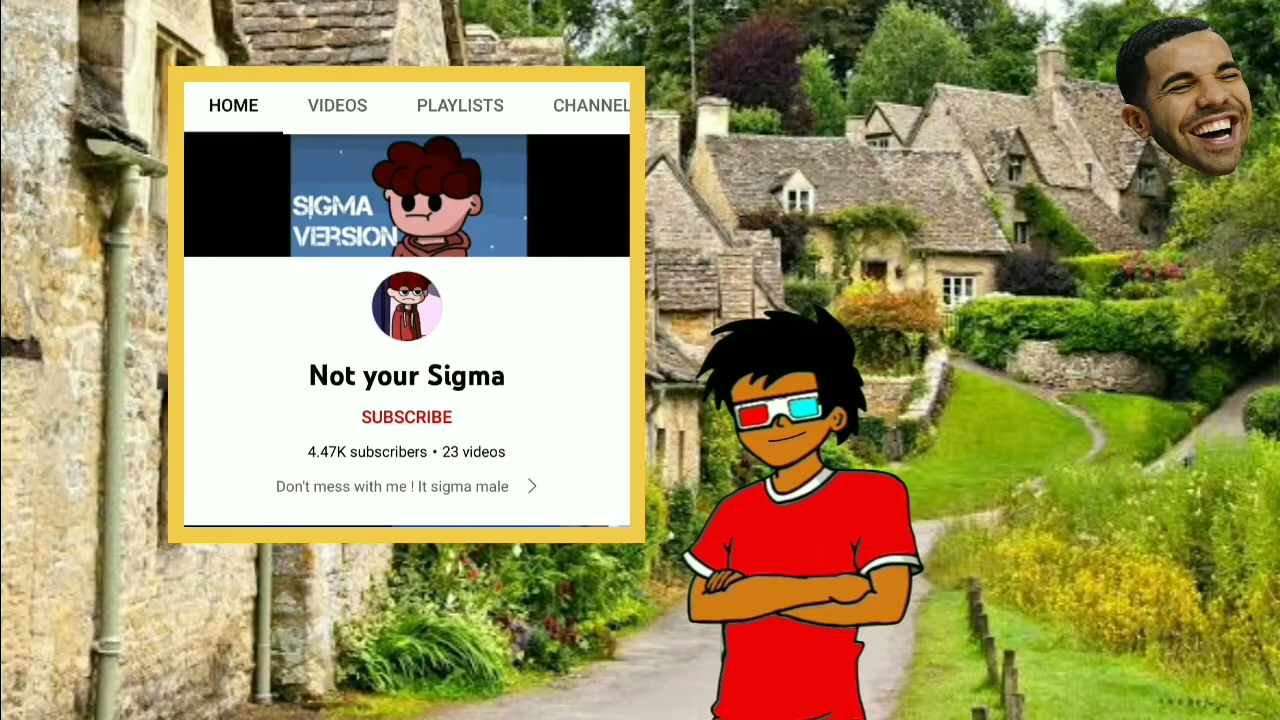 HOME VIDEOS PLAYLISTS CHANNEL
SIGMA
VERSION
Not your Sigma
SUBSCRIBE
4.47K subscribers • 23 videos
Don't mess with me ! It sigma male